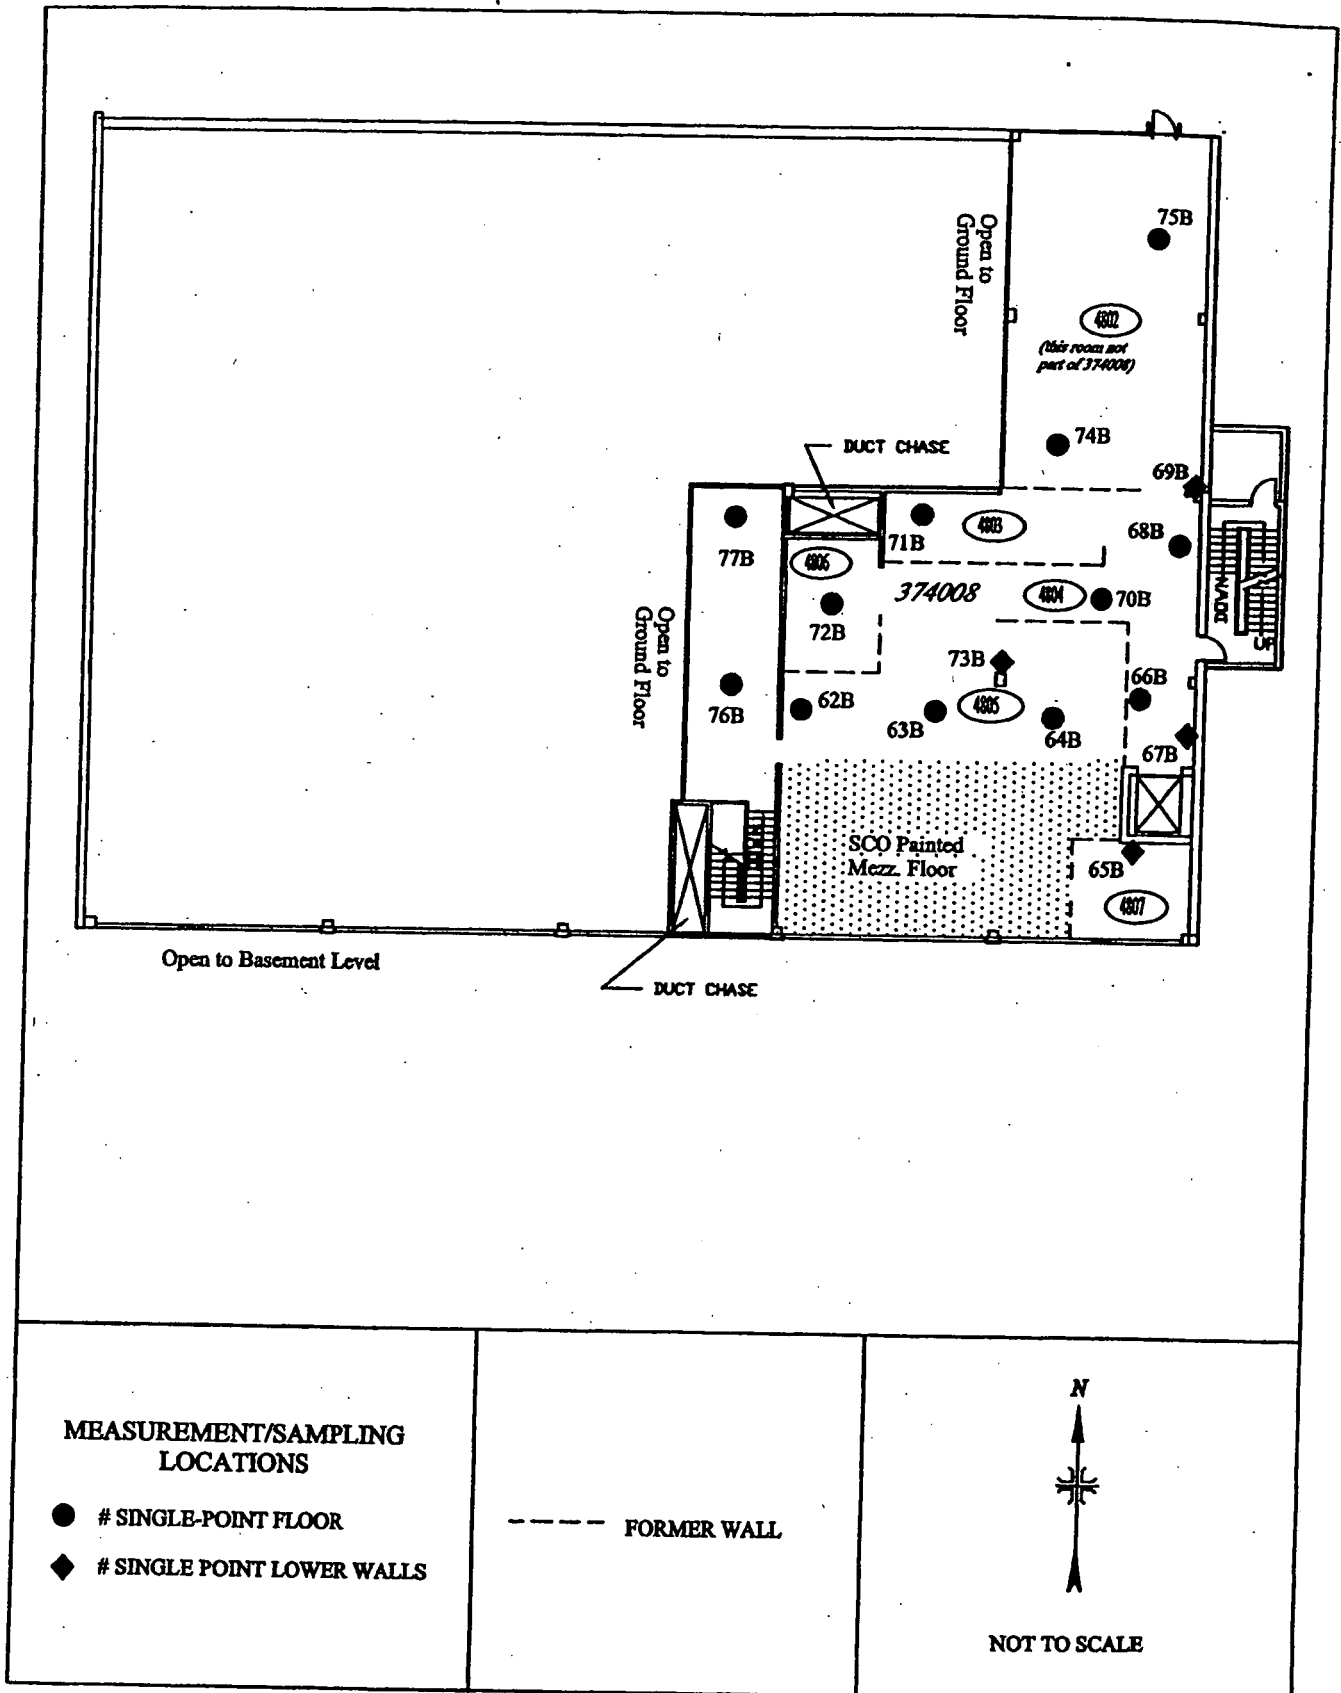 75B
Open to
Ground Floor
4802
(this room not
part of 374008)
74B
DUCT CHASE
69B
71B
4803
68B
77B
4806
374008
4804
70B
DOWN
UP
72B
Open to
Ground Floor
73B
66B
62B
76B
4805
63B
64B
67B
SCO Painted
Mezz. Floor
65B
4807
Open to Basement Level
DUCT CHASE
MEASUREMENT/SAMPLING
LOCATIONS
# SINGLE-POINT FLOOR
# SINGLE POINT LOWER WALLS
FORMER WALL
N
NOT TO SCALE